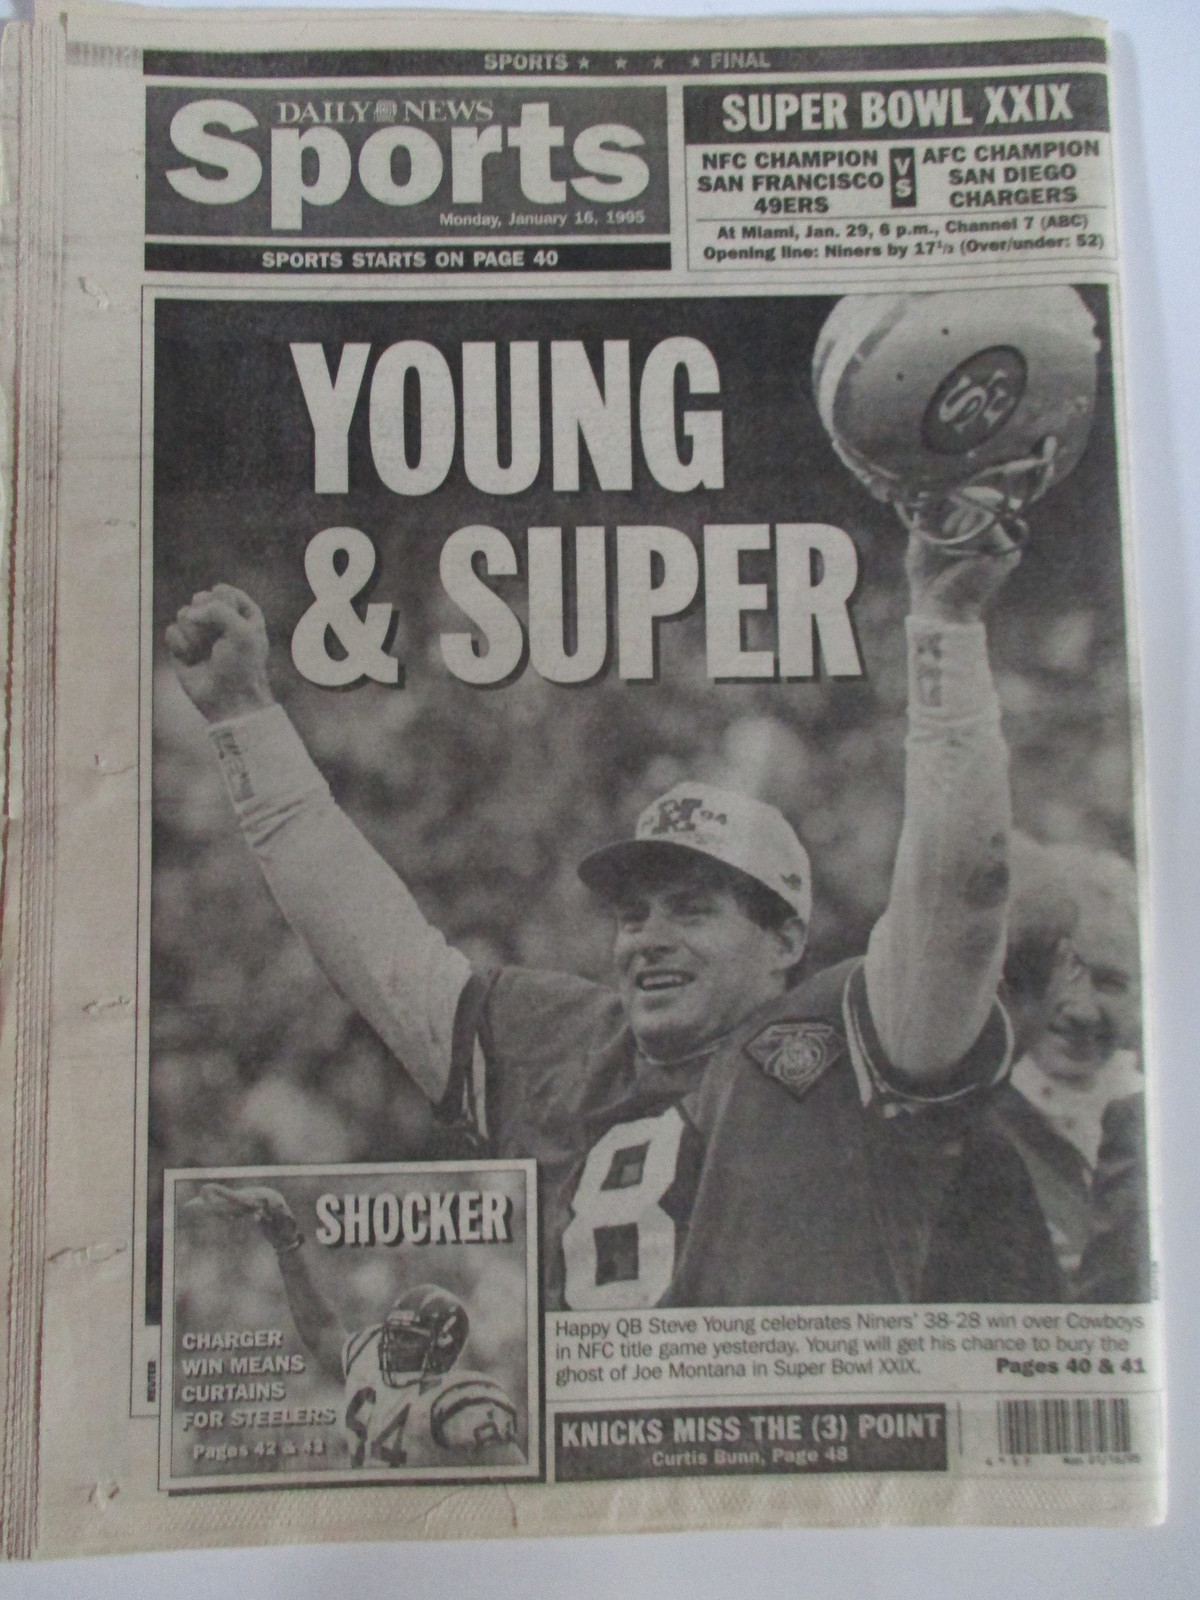 SPORTS ★ ★ ★ ★ FINAL
DAILY NEWS
Sports
Monday, January 16, 1995
SPORTS STARTS ON PAGE 40
SUPER BOWL XXIX
NFC CHAMPION
SAN FRANCISCO
49ERS
VS
AFC CHAMPION
SAN DIEGO
CHARGERS
At Miami, Jan. 29, 6 p.m., Channel 7 (ABC)
Opening line: Niners by 17½ (Over/under: 52)
YOUNG
& SUPER
SF
N 94
75
8
SHOCKER
CHARGER
WIN MEANS
CURTAINS
FOR STEELERS
Pages 42 & 43
REUTER
Happy QB Steve Young celebrates Niners' 38-28 win over Cowboys
in NFC title game yesterday. Young will get his chance to bury the
ghost of Joe Montana in Super Bowl XXIX. Pages 40 & 41
KNICKS MISS THE (3) POINT
Curtis Bunn, Page 48